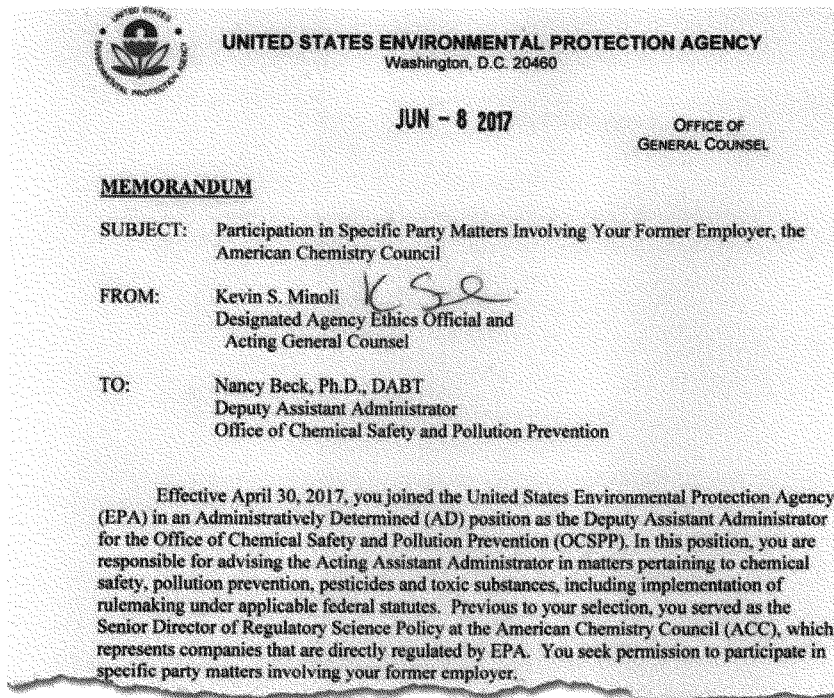 UNITED STATES
ENVIRONMENTAL PROTECTION AGENCY
UNITED STATES ENVIRONMENTAL PROTECTION AGENCY
Washington, D.C. 20460
JUN - 8 2017
OFFICE OF
GENERAL COUNSEL
MEMORANDUM
SUBJECT: Participation in Specific Party Matters Involving Your Former Employer, the
American Chemistry Council
FROM: Kevin S. Minoli
Designated Agency Ethics Official and
Acting General Counsel
TO: Nancy Beck, Ph.D., DABT
Deputy Assistant Administrator
Office of Chemical Safety and Pollution Prevention
Effective April 30, 2017, you joined the United States Environmental Protection Agency
(EPA) in an Administratively Determined (AD) position as the Deputy Assistant Administrator
for the Office of Chemical Safety and Pollution Prevention (OCSPP). In this position, you are
responsible for advising the Acting Assistant Administrator in matters pertaining to chemical
safety, pollution prevention, pesticides and toxic substances, including implementation of
rulemaking under applicable federal statutes. Previous to your selection, you served as the
Senior Director of Regulatory Science Policy at the American Chemistry Council (ACC), which
represents companies that are directly regulated by EPA. You seek permission to participate in
specific party matters involving your former employer.